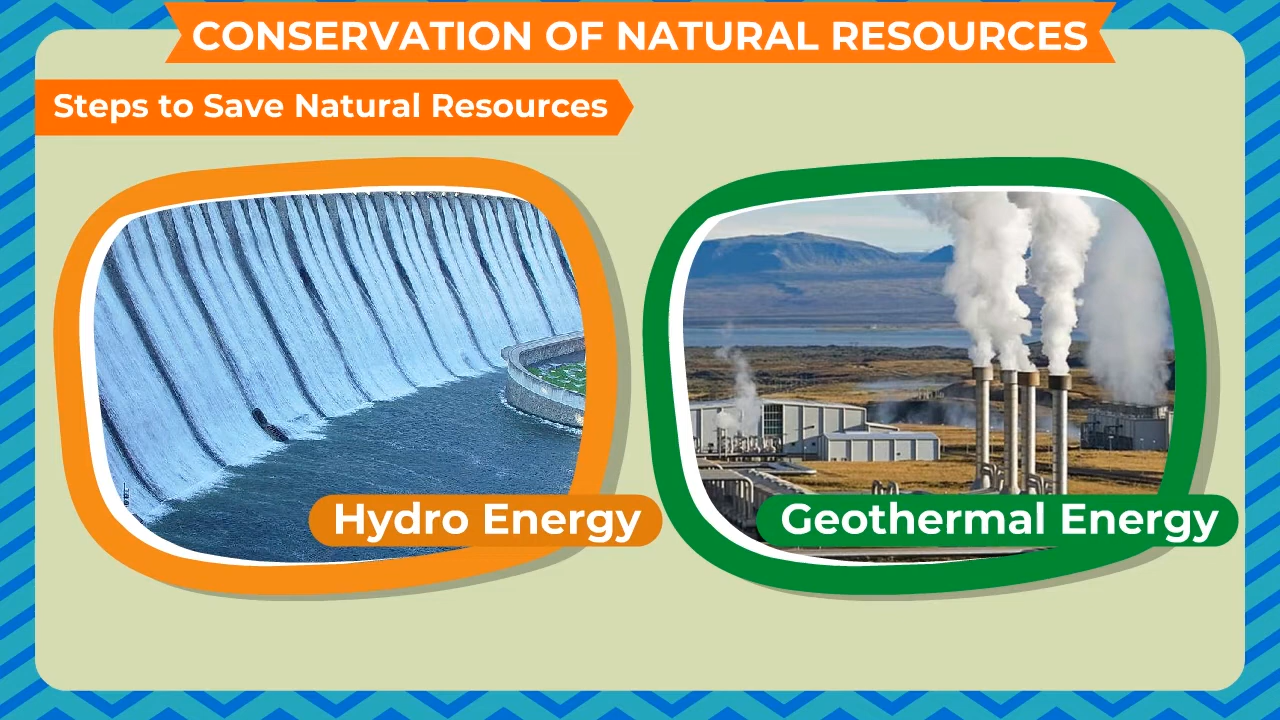 CONSERVATION OF NATURAL RESOURCES
Steps to Save Natural Resources
Hydro Energy
Geothermal Energy